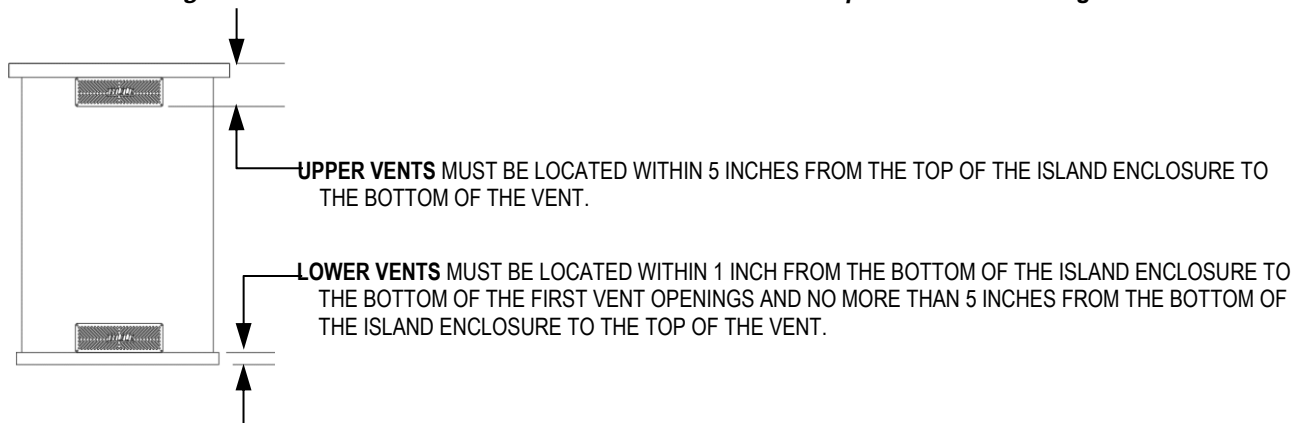 UPPER VENTS MUST BE LOCATED WITHIN 5 INCHES FROM THE TOP OF THE ISLAND ENCLOSURE TO
THE BOTTOM OF THE VENT.
LOWER VENTS MUST BE LOCATED WITHIN 1 INCH FROM THE BOTTOM OF THE ISLAND ENCLOSURE TO
THE BOTTOM OF THE FIRST VENT OPENINGS AND NO MORE THAN 5 INCHES FROM THE BOTTOM OF
THE ISLAND ENCLOSURE TO THE TOP OF THE VENT.